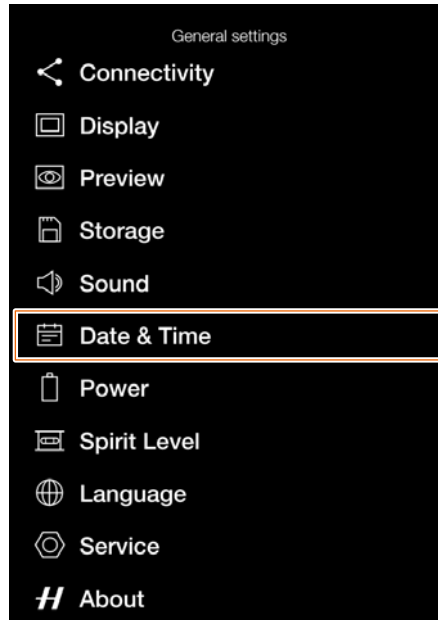 General settings
Connectivity
Display
Preview
Storage
Sound
Date & Time
Power
Spirit Level
Language
Service
About